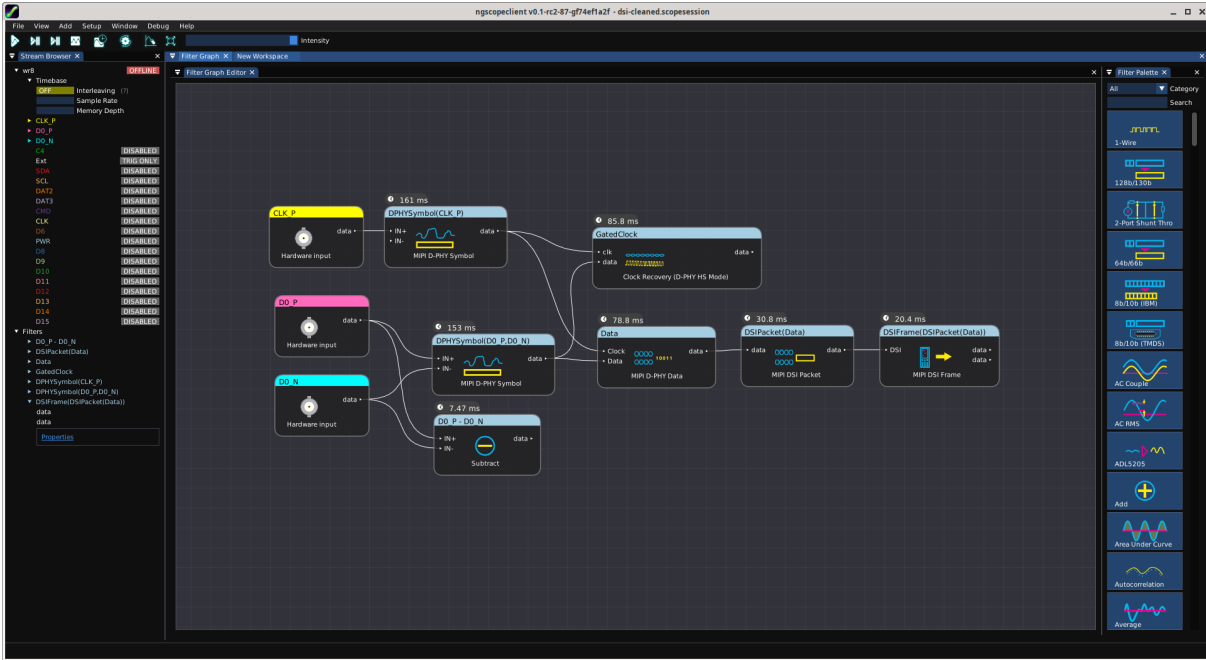 ngscopeclient v0.1-rc2-87-gf74ef1a2f - dsi-cleaned.scopesession
File View Add Setup Window Debug Help
Intensity
Stream Browser
wr8 OFFLINE
Timebase
OFF Interleaving (?)
Sample Rate
Memory Depth
CLK_P
D0_P
D0_N
C4 DISABLED
Ext TRIG ONLY
SDA DISABLED
SCL DISABLED
DAT2 DISABLED
DAT3 DISABLED
CMD DISABLED
CLK DISABLED
D6 DISABLED
PWR DISABLED
D8 DISABLED
D9 DISABLED
D10 DISABLED
D11 DISABLED
D12 DISABLED
D13 DISABLED
D14 DISABLED
D15 DISABLED
Filters
D0_P - D0_N
DSIPacket(Data)
Data
GatedClock
DPHYSymbol(CLK_P)
DPHYSymbol(D0_P,D0_N)
DSIFrame(DSIPacket(Data))
data
data
Properties
Filter Graph New Workspace
Filter Graph Editor
CLK_P
data
Hardware input
161 ms
DPHYSymbol(CLK_P)
IN+ data
IN-
MIPI D-PHY Symbol
85.8 ms
GatedClock
clk data
data
Clock Recovery (D-PHY HS Mode)
D0_P
data
Hardware input
D0_N
data
Hardware input
153 ms
DPHYSymbol(D0_P,D0_N)
IN+ data
IN-
MIPI D-PHY Symbol
7.47 ms
D0_P - D0_N
IN+ data
IN-
Subtract
78.8 ms
Data
Clock data
Data
10011
MIPI D-PHY Data
30.8 ms
DSIPacket(Data)
data data
MIPI DSI Packet
20.4 ms
DSIFrame(DSIPacket(Data))
DSI data
data
MIPI DSI Frame
Filter Palette
All Category
Search
1-Wire
128b/130b
2-Port Shunt Thro
64b/66b
8b/10b (IBM)
8b/10b (TMDS)
AC Couple
AC RMS
ADL5205
Add
Area Under Curve
Autocorrelation
Average